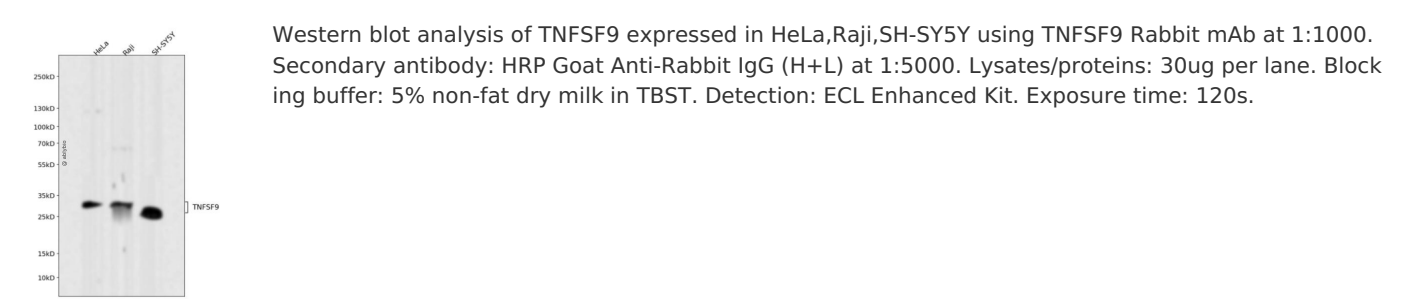 HeLa
Raji
SH-SY5Y
250kD
130kD
100kD
70kD
55kD
35kD
25kD
15kD
10kD
@ ablybio
TNFSF9
Western blot analysis of TNFSF9 expressed in HeLa,Raji,SH-SY5Y using TNFSF9 Rabbit mAb at 1:1000.
Secondary antibody: HRP Goat Anti-Rabbit IgG (H+L) at 1:5000. Lysates/proteins: 30ug per lane. Block
ing buffer: 5% non-fat dry milk in TBST. Detection: ECL Enhanced Kit. Exposure time: 120s.